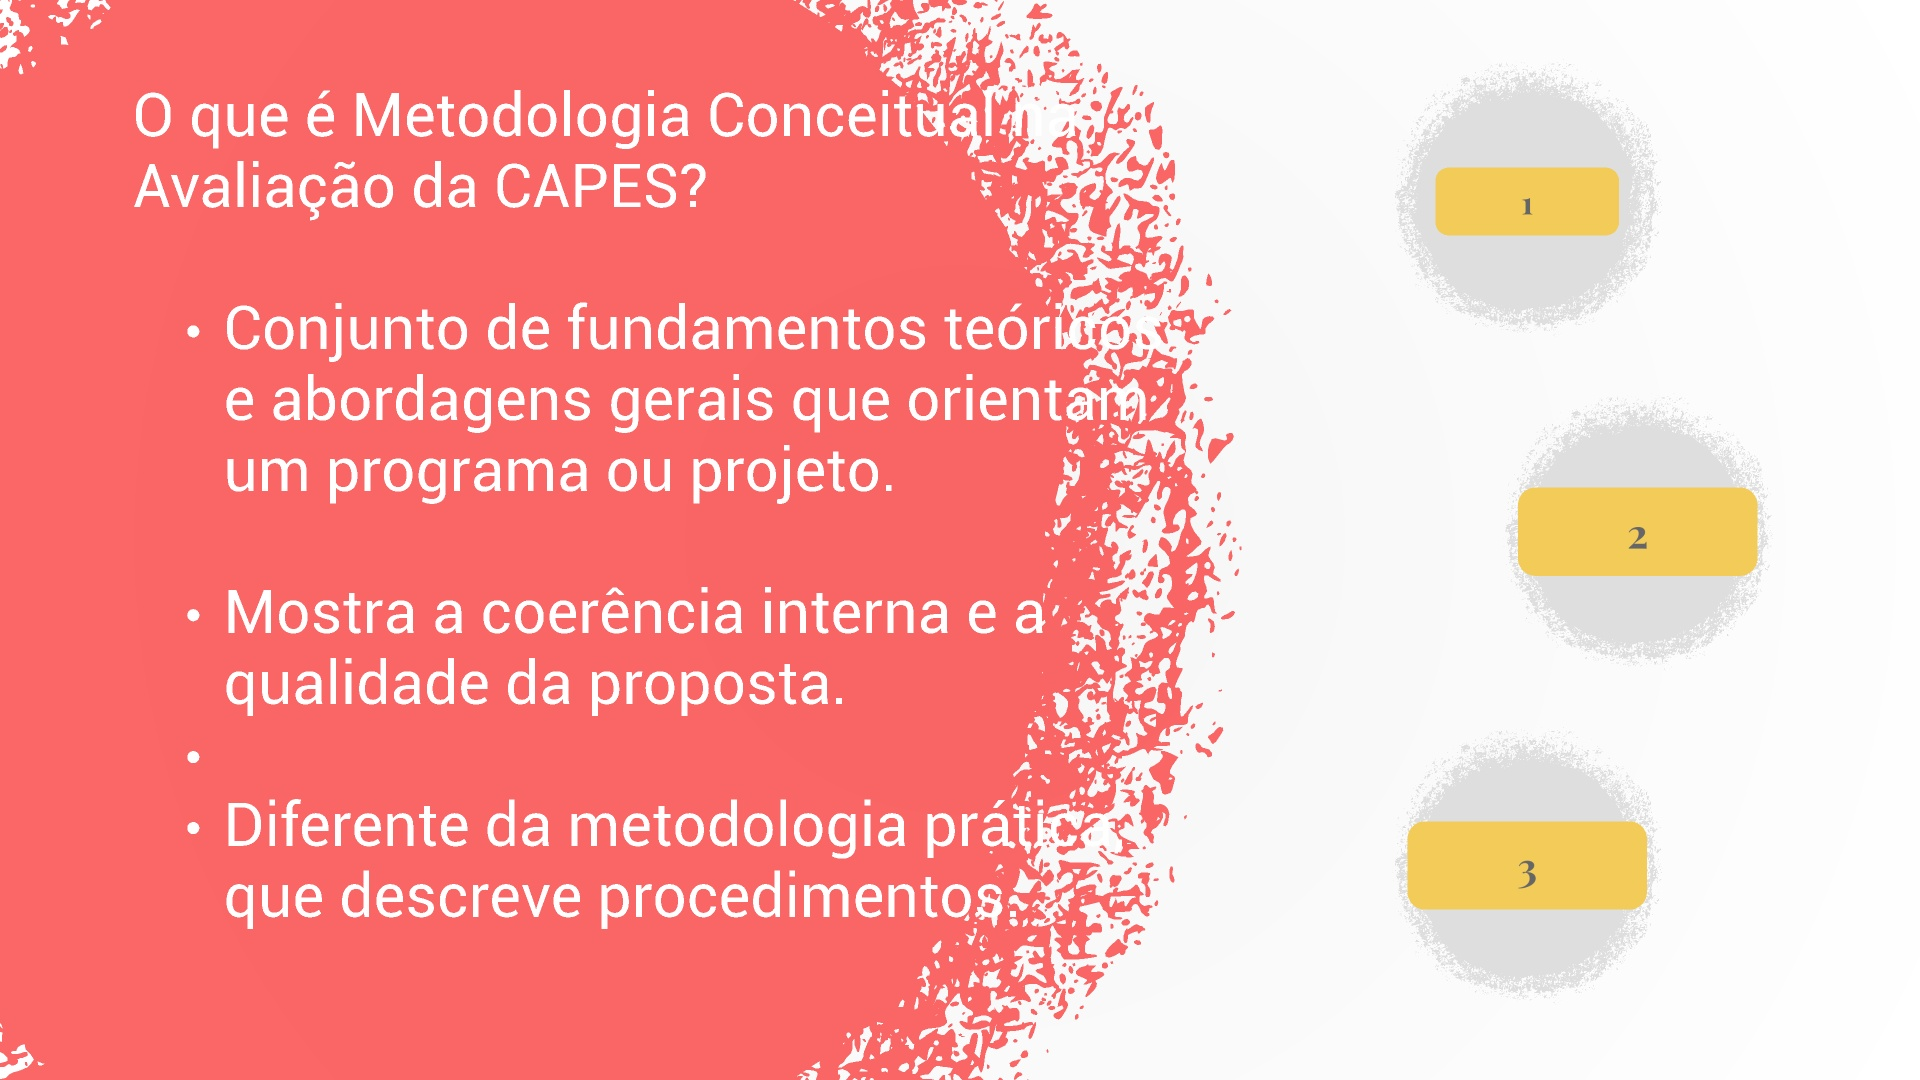 O que é Metodologia Conceitual na
Avaliação da CAPES?
• Conjunto de fundamentos teóricos
e abordagens gerais que orientam
um programa ou projeto.
• Mostra a coerência interna e a
qualidade da proposta.
•
• Diferente da metodologia prática,
que descreve procedimentos.
1
2
3